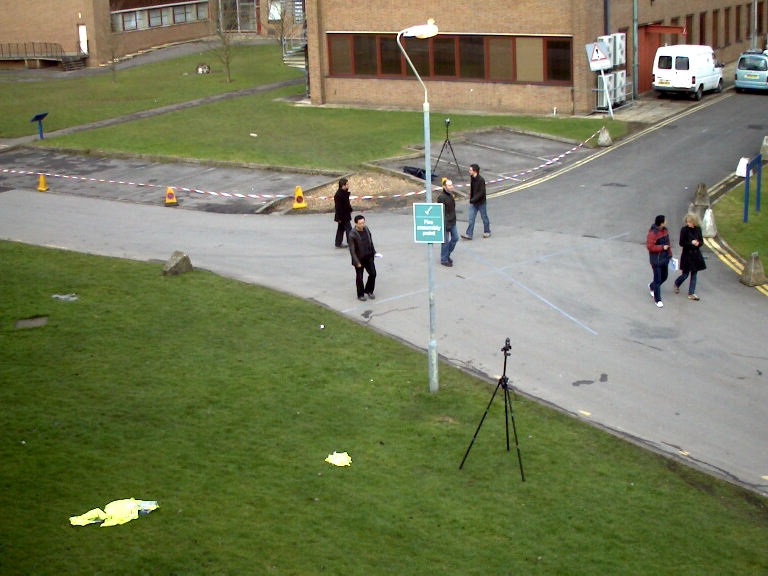 Fire
assembly
point